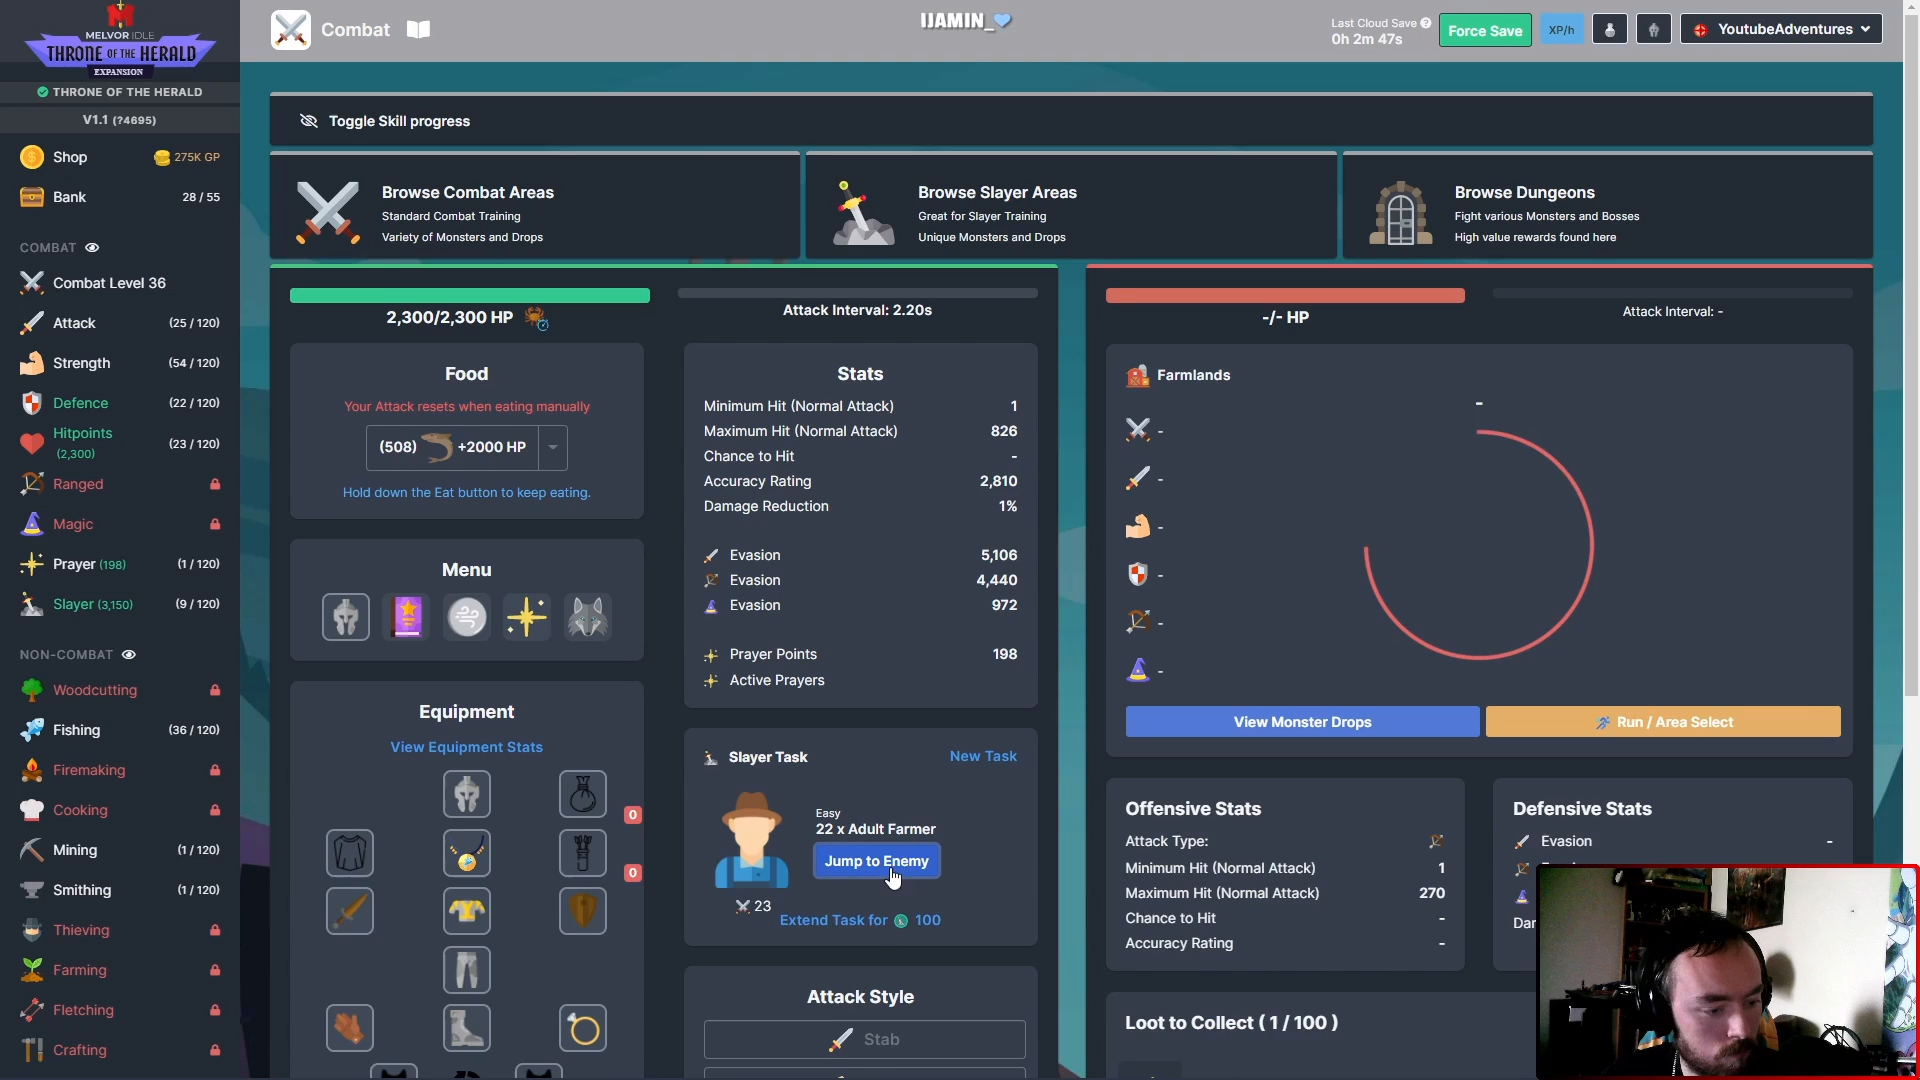 MELVOR IDLE
THRONE OF THE HERALD
EXPANSION
THRONE OF THE HERALD
V1.1 (?4695)
Shop 275K GP
Bank 28 / 55
COMBAT
Combat Level 36
Attack (25 / 120)
Strength (54 / 120)
Defence (22 / 120)
Hitpoints (23 / 120)
(2,300)
Ranged
Magic
Prayer (198) (1 / 120)
Slayer (3,150) (9 / 120)
NON-COMBAT
Woodcutting
Fishing (36 / 120)
Firemaking
Cooking
Mining (1 / 120)
Smithing (1 / 120)
Thieving
Farming
Fletching
Crafting
Combat
IJAMIN_
Last Cloud Save
0h 2m 47s
Force Save
XP/h
YoutubeAdventures
Toggle Skill progress
Browse Combat Areas
Standard Combat Training
Variety of Monsters and Drops
Browse Slayer Areas
Great for Slayer Training
Unique Monsters and Drops
Browse Dungeons
Fight various Monsters and Bosses
High value rewards found here
2,300/2,300 HP
Attack Interval: 2.20s
Food
Your Attack resets when eating manually
(508) +2000 HP
Hold down the Eat button to keep eating.
Menu
Equipment
View Equipment Stats
0
0
Stats
Minimum Hit (Normal Attack) 1
Maximum Hit (Normal Attack) 826
Chance to Hit -
Accuracy Rating 2,810
Damage Reduction 1%
Evasion 5,106
Evasion 4,440
Evasion 972
Prayer Points 198
Active Prayers
Slayer Task New Task
Easy
22 x Adult Farmer
Jump to Enemy
23
Extend Task for 100
Attack Style
Stab
-/- HP
Attack Interval: -
Farmlands
-
-
-
-
-
-
-
View Monster Drops
Run / Area Select
Offensive Stats
Attack Type:
Minimum Hit (Normal Attack) 1
Maximum Hit (Normal Attack) 270
Chance to Hit -
Accuracy Rating -
Defensive Stats
Evasion -
Loot to Collect ( 1 / 100 )